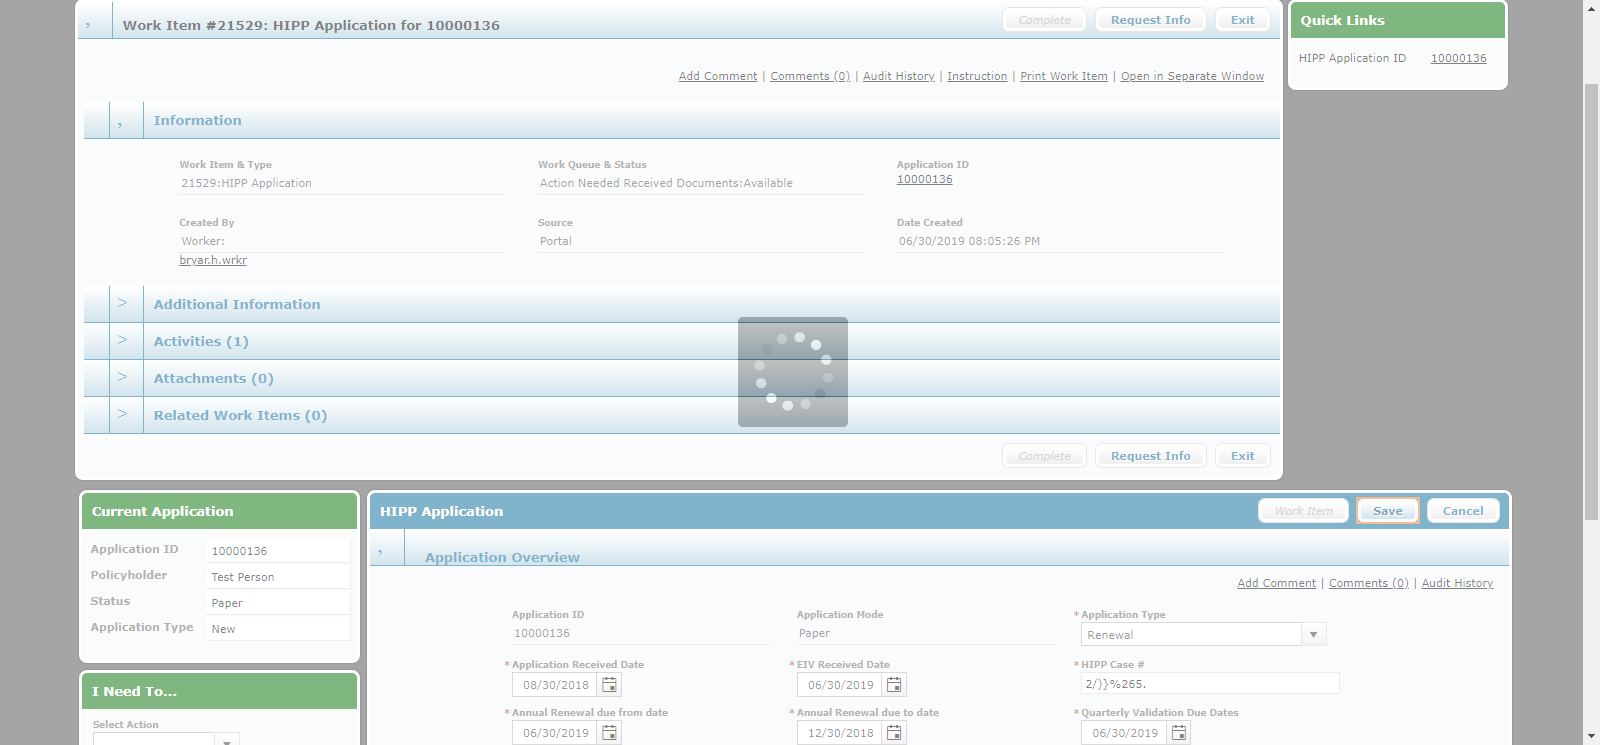 Work Item #21529: HIPP Application for 10000136
Complete
Request Info
Exit
Quick Links
HIPP Application ID 10000136
Add Comment | Comments (0) | Audit History | Instruction | Print Work Item | Open in Separate Window
Information
Work Item & Type
21529:HIPP Application
Work Queue & Status
Action Needed Received Documents:Available
Application ID
10000136
Created By
Worker:
bryar.h.wrkr
Source
Portal
Date Created
06/30/2019 08:05:26 PM
> Additional Information
> Activities (1)
> Attachments (0)
> Related Work Items (0)
Complete
Request Info
Exit
Current Application
Application ID 10000136
Policyholder Test Person
Status Paper
Application Type New
I Need To...
Select Action
HIPP Application
Work Item
Save
Cancel
Application Overview
Add Comment | Comments (0) | Audit History
Application ID
10000136
Application Mode
Paper
* Application Type
Renewal
* Application Received Date
08/30/2018
* EIV Received Date
06/30/2019
* HIPP Case #
2/)}%265.
* Annual Renewal due from date
06/30/2019
* Annual Renewal due to date
12/30/2018
* Quarterly Validation Due Dates
06/30/2019